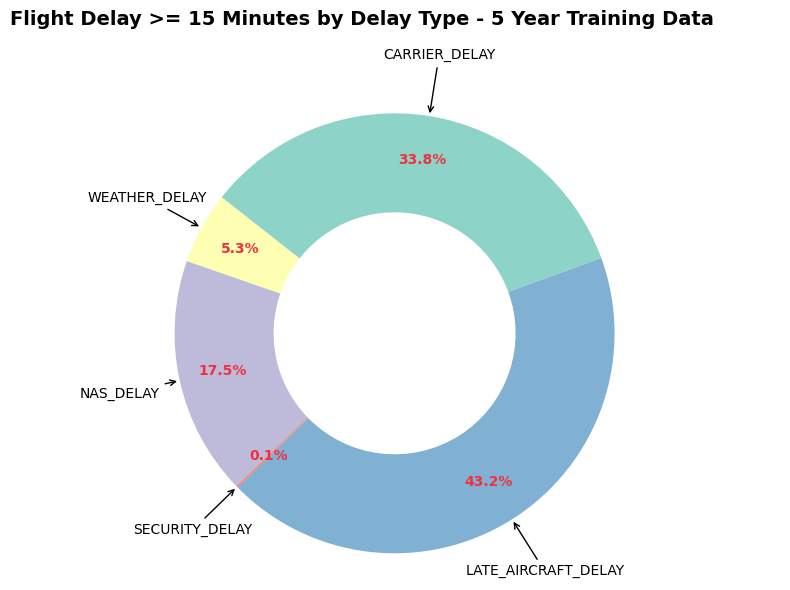 Flight Delay >= 15 Minutes by Delay Type - 5 Year Training Data
CARRIER_DELAY
33.8%
WEATHER_DELAY
5.3%
17.5%
NAS_DELAY
0.1%
43.2%
SECURITY_DELAY
LATE_AIRCRAFT_DELAY